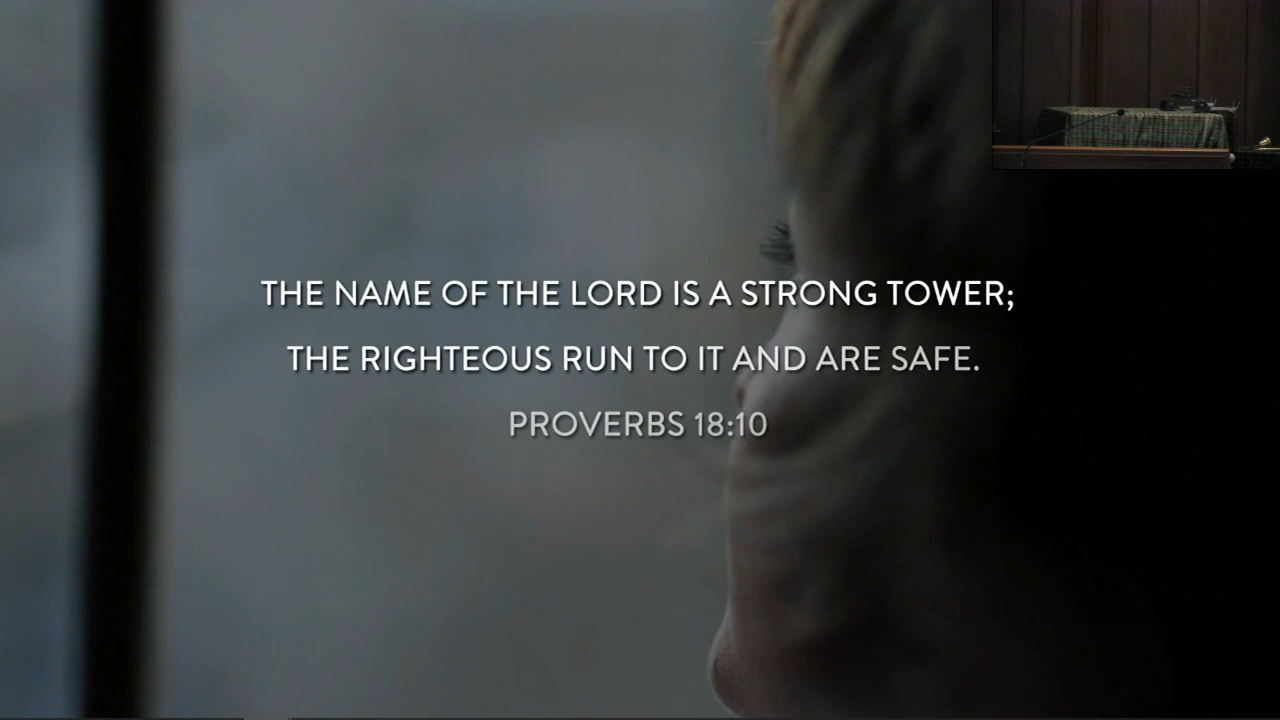 THE NAME OF THE LORD IS A STRONG TOWER;
THE RIGHTEOUS RUN TO IT AND ARE SAFE.
PROVERBS 18:10